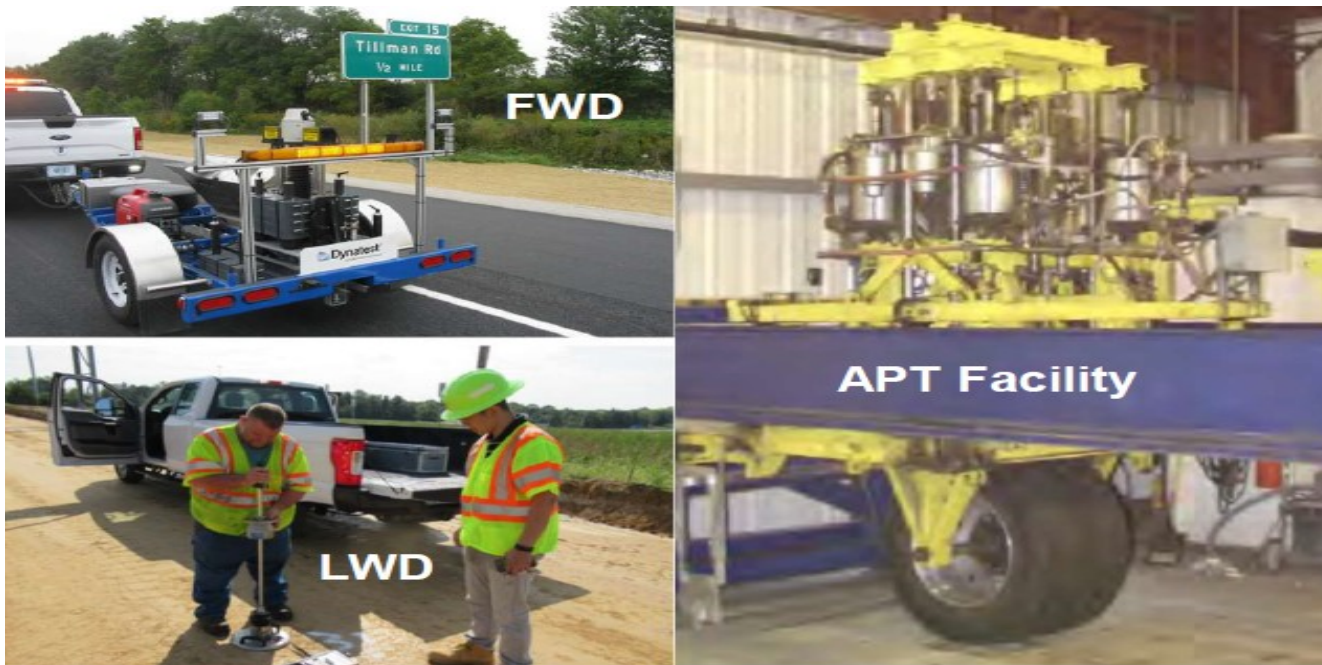 EXIT 15
Tillman Rd
½ MILE
FWD
Dynatest
LWD
APT Facility